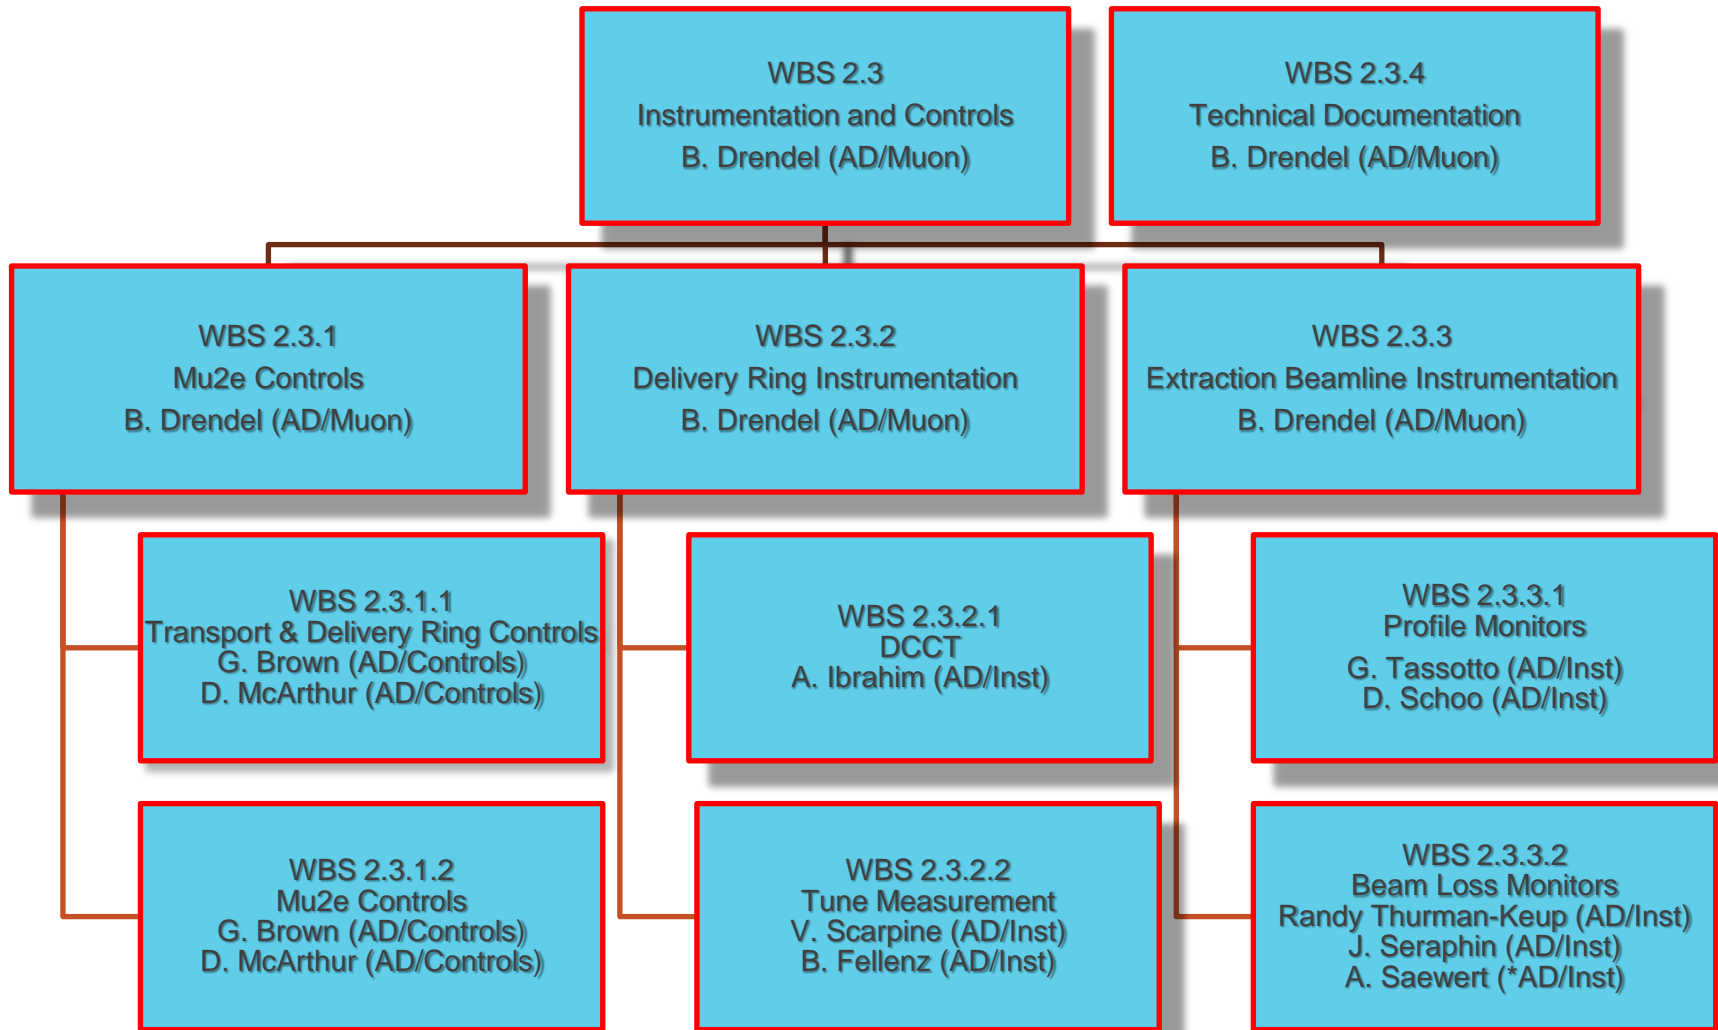 WBS 2.3
Instrumentation and Controls
B. Drendel (AD/Muon)
WBS 2.3.4
Technical Documentation
B. Drendel (AD/Muon)
WBS 2.3.1
Mu2e Controls
B. Drendel (AD/Muon)
WBS 2.3.2
Delivery Ring Instrumentation
B. Drendel (AD/Muon)
WBS 2.3.3
Extraction Beamline Instrumentation
B. Drendel (AD/Muon)
WBS 2.3.1.1
Transport & Delivery Ring Controls
G. Brown (AD/Controls)
D. McArthur (AD/Controls)
WBS 2.3.2.1
DCCT
A. Ibrahim (AD/Inst)
WBS 2.3.3.1
Profile Monitors
G. Tassotto (AD/Inst)
D. Schoo (AD/Inst)
WBS 2.3.1.2
Mu2e Controls
G. Brown (AD/Controls)
D. McArthur (AD/Controls)
WBS 2.3.2.2
Tune Measurement
V. Scarpine (AD/Inst)
B. Fellenz (AD/Inst)
WBS 2.3.3.2
Beam Loss Monitors
Randy Thurman-Keup (AD/Inst)
J. Seraphin (AD/Inst)
A. Saewert (*AD/Inst)